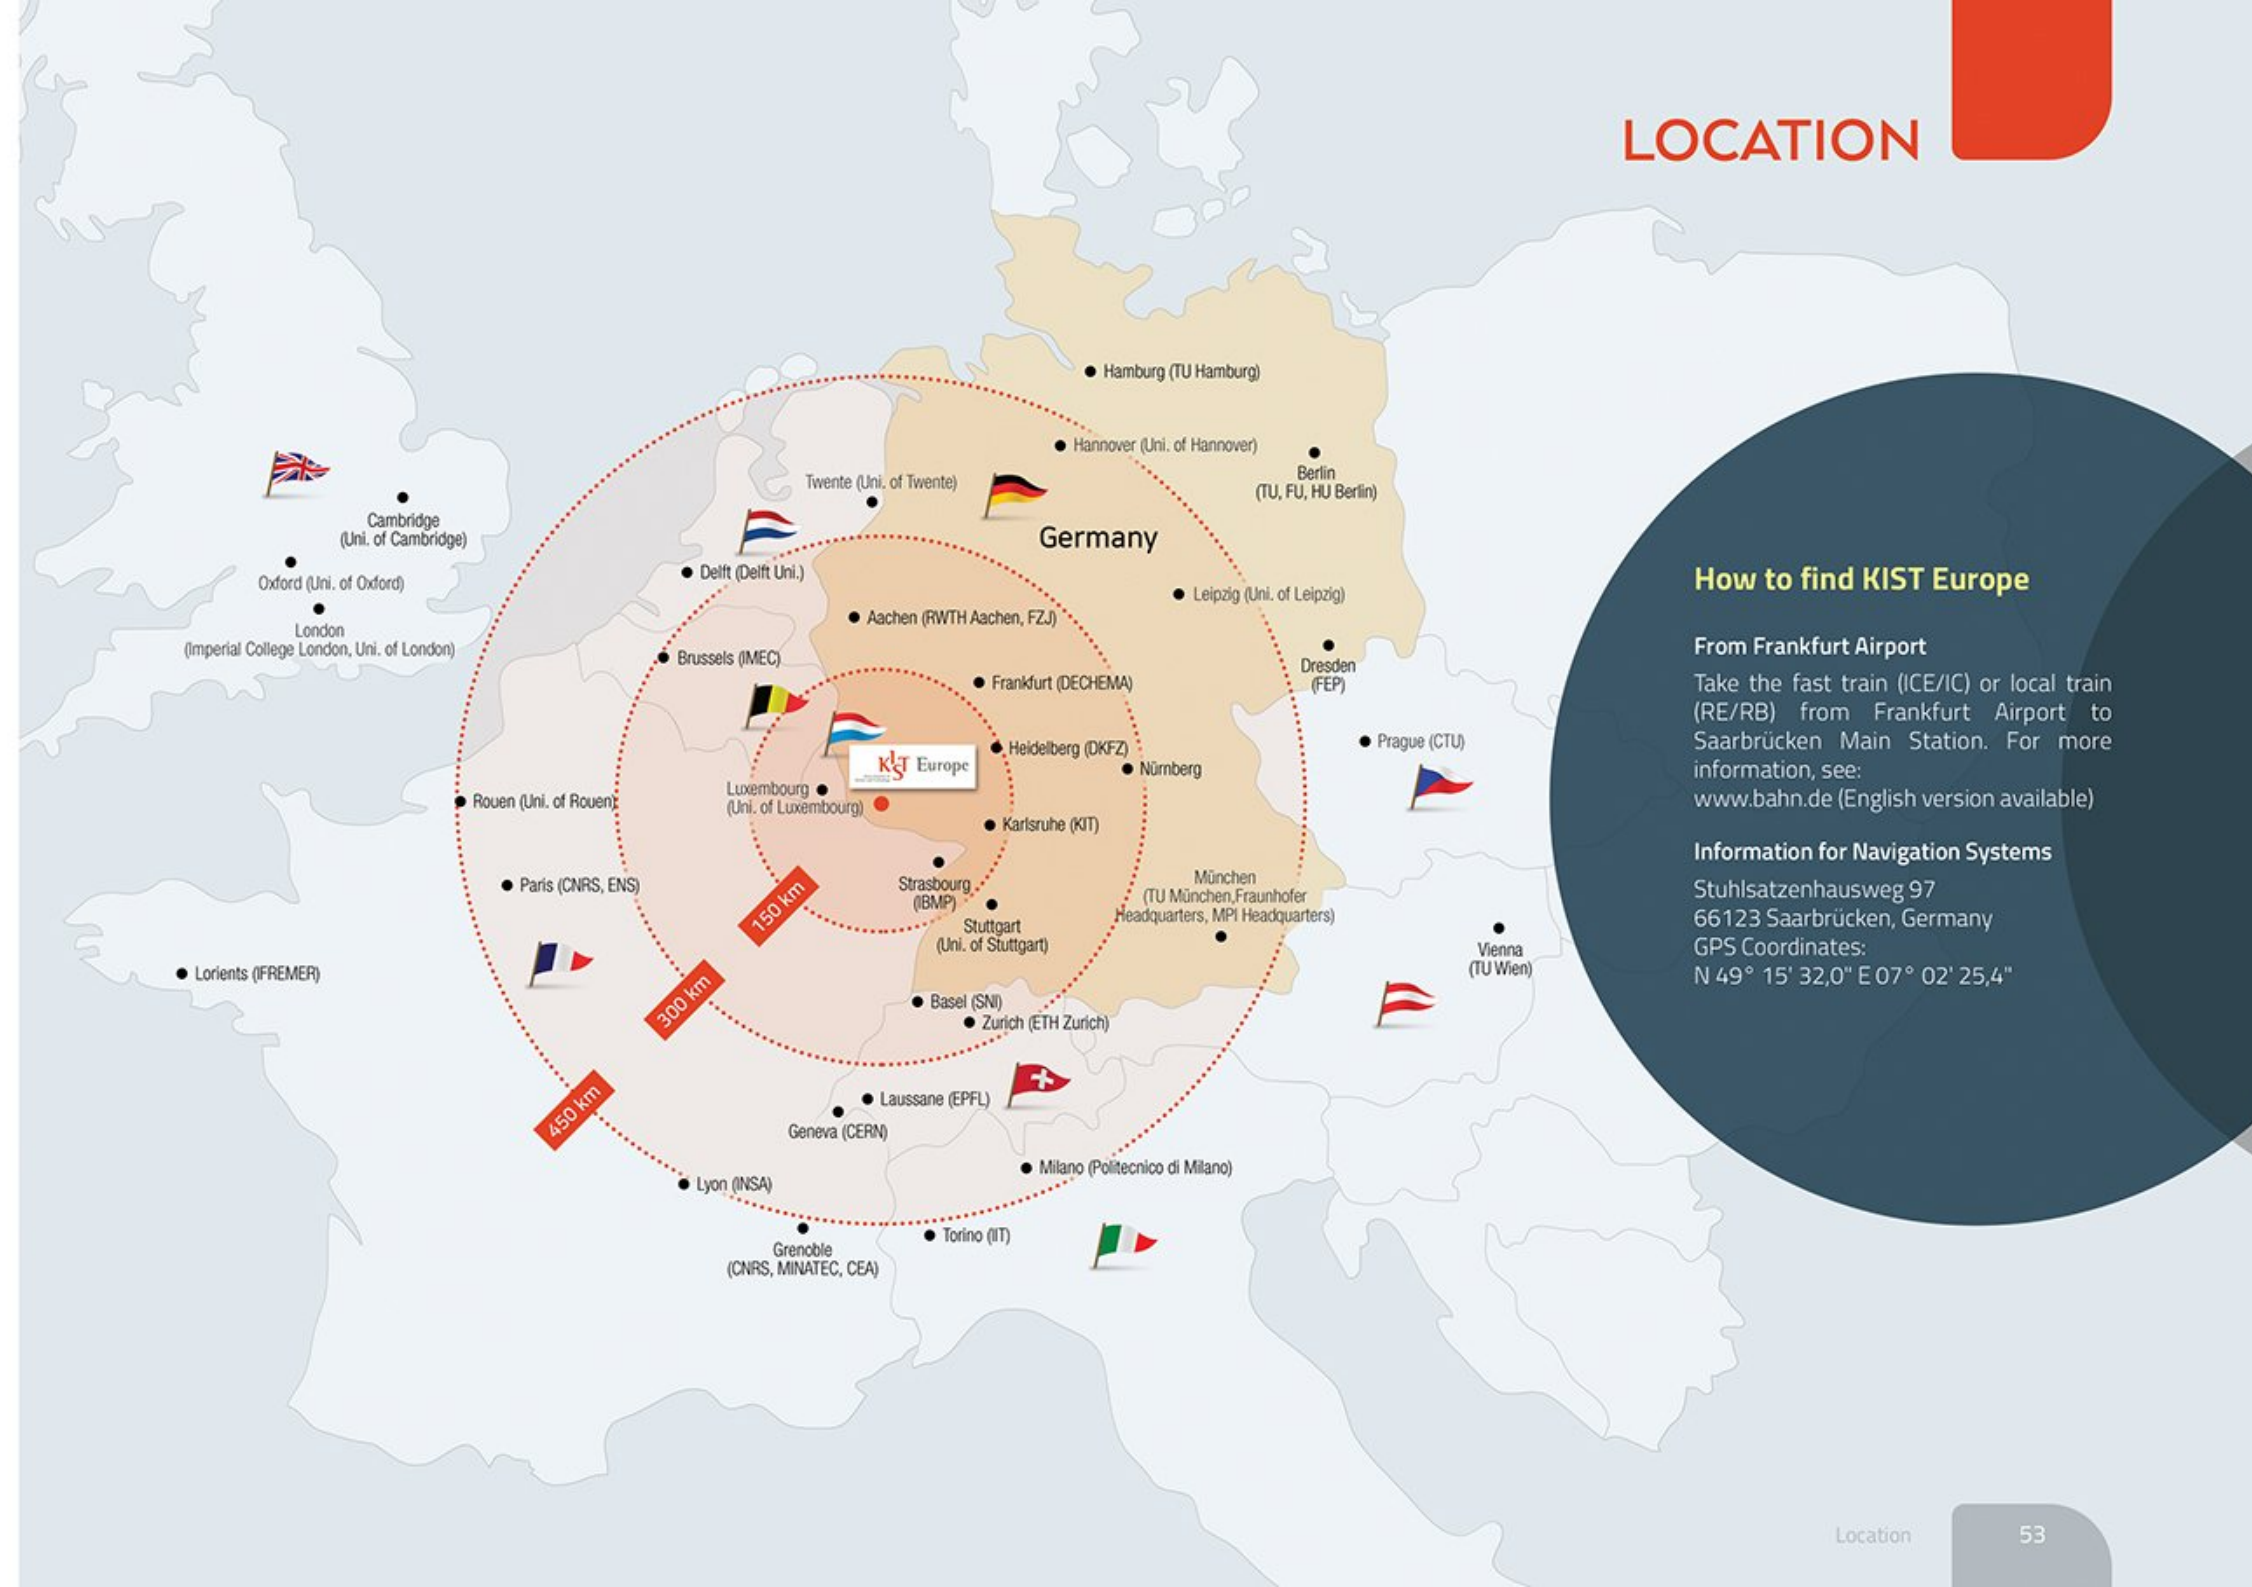 LOCATION
Hamburg (TU Hamburg)
Hannover (Uni. of Hannover)
Berlin
(TU, FU, HU Berlin)
Twente (Uni. of Twente)
Cambridge
(Uni. of Cambridge)
Germany
Oxford (Uni. of Oxford)
Delft (Delft Uni.)
Leipzig (Uni. of Leipzig)
London
(Imperial College London, Uni. of London)
Aachen (RWTH Aachen, FZJ)
Brussels (IMEC)
Dresden
(FEP)
Frankfurt (DECHEMA)
Prague (CTU)
Heidelberg (DKFZ)
KIST Europe
Nürnberg
Luxembourg
(Uni. of Luxembourg)
Rouen (Uni. of Rouen)
Karlsruhe (KIT)
Strasbourg
(IBMP)
Paris (CNRS, ENS)
München
(TU München,Fraunhofer
Headquarters, MPI Headquarters)
150 km
Stuttgart
(Uni. of Stuttgart)
Vienna
(TU Wien)
Lorients (IFREMER)
300 km
Basel (SNI)
Zurich (ETH Zurich)
450 km
Laussane (EPFL)
Geneva (CERN)
Milano (Politecnico di Milano)
Lyon (INSA)
Torino (IIT)
Grenoble
(CNRS, MINATEC, CEA)
How to find KIST Europe
From Frankfurt Airport
Take the fast train (ICE/IC) or local train
(RE/RB) from Frankfurt Airport to
Saarbrücken Main Station. For more
information, see:
www.bahn.de (English version available)
Information for Navigation Systems
Stuhlsatzenhausweg 97
66123 Saarbrücken, Germany
GPS Coordinates:
N 49° 15' 32,0" E 07° 02' 25,4"
Location
53